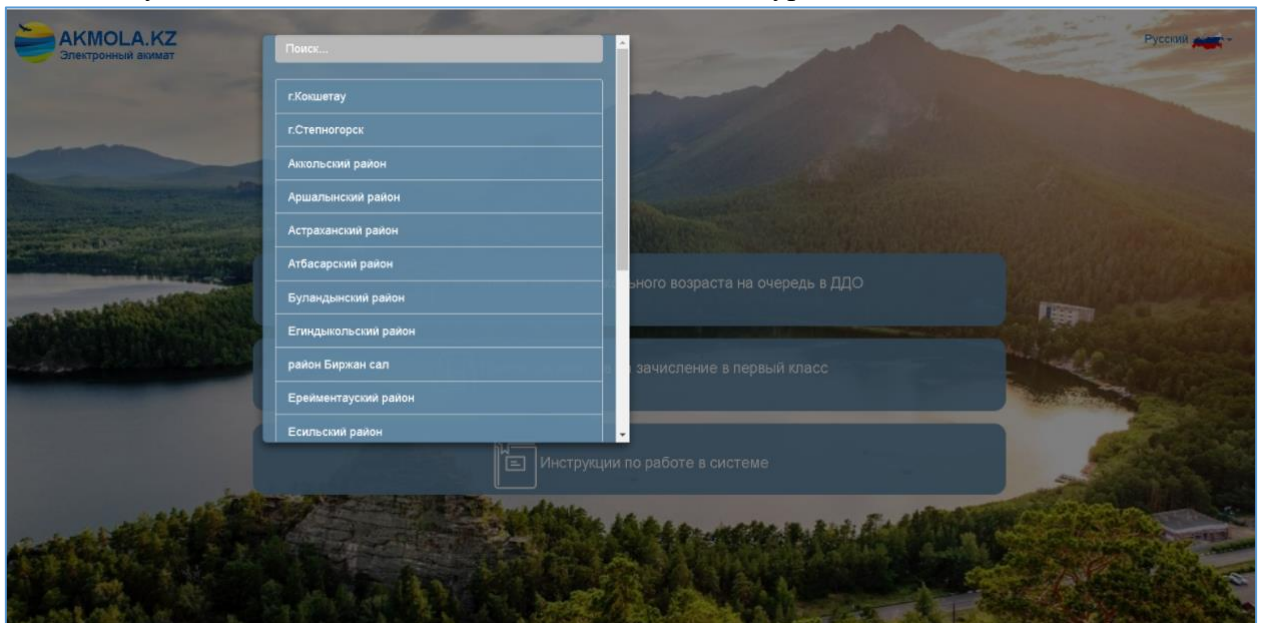 AKMOLA.KZ
Электронный акимат
Русский
Поиск...
г.Кокшетау
г.Степногорск
Аккольский район
Аршалынский район
Астраханский район
Атбасарский район
Буландынский район
Егиндыкольский район
район Биржан сал
Ерейментауский район
Есильский район
возраста на очередь в ДДО
зачисление в первый класс
Инструкции по работе в системе